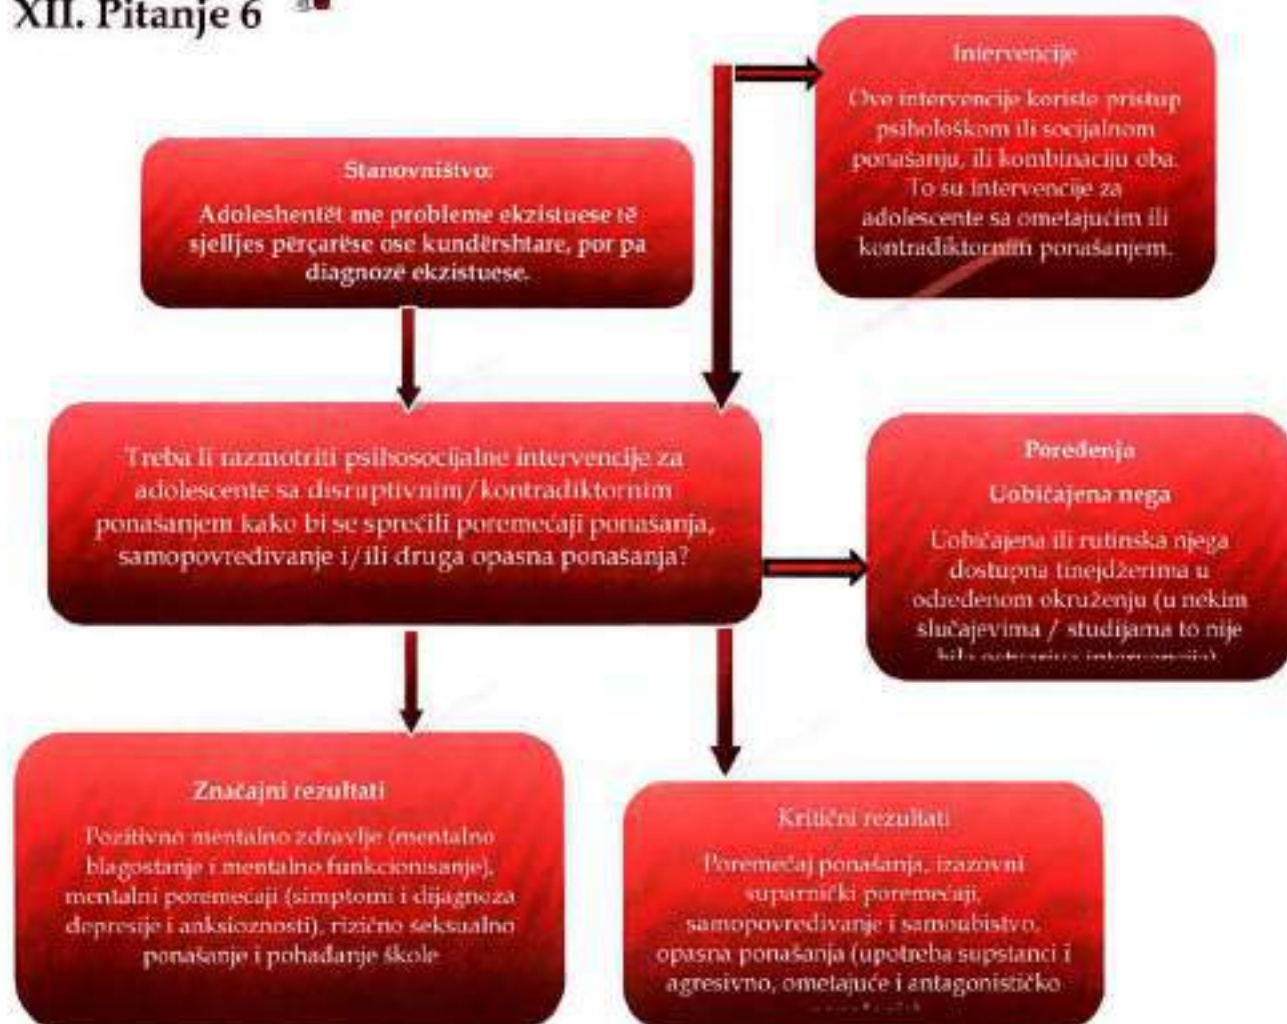 XII. Pitanje 6
Intervencije
Ove intervencije koriste pristup
psihološkom ili socijalnom
ponašanju, ili kombinaciju oba.
To su intervencije za
adolescente sa ometajućim ili
kontradiktornim ponašanjem.
Stanovništvo:
Adoleshentët me probleme ekzistuese të
sjelljes përçarëse ose kundërshtare, por pa
diagnozë ekzistuese.
Treba li razmotriti psihosocijalne intervencije za
adolescente sa disruptivnim/kontradiktornim
ponašanjem kako bi se sprečili poremećaji ponašanja,
samopovređivanje i/ili druga opasna ponašanja?
Poređenja
Uobičajena nega
Uobičajena ili rutinska njega
dostupna tinejdžerima u
određenom okruženju (u nekim
slučajevima / studijama to nije
Značajni rezultati
Pozitivno mentalno zdravlje (mentalno
blagostanje i mentalno funkcionisanje),
mentalni poremećaji (simptomi i dijagnoza
depresije i anksioznosti), rizično seksualno
ponašanje i pohađanje škole
Kritični rezultati
Poremećaj ponašanja, izazovni
suparnički poremećaji,
samopovređivanje i samoubistvo,
opasna ponašanja (upotreba supstanci i
agresivno, ometajuće i antagonističko